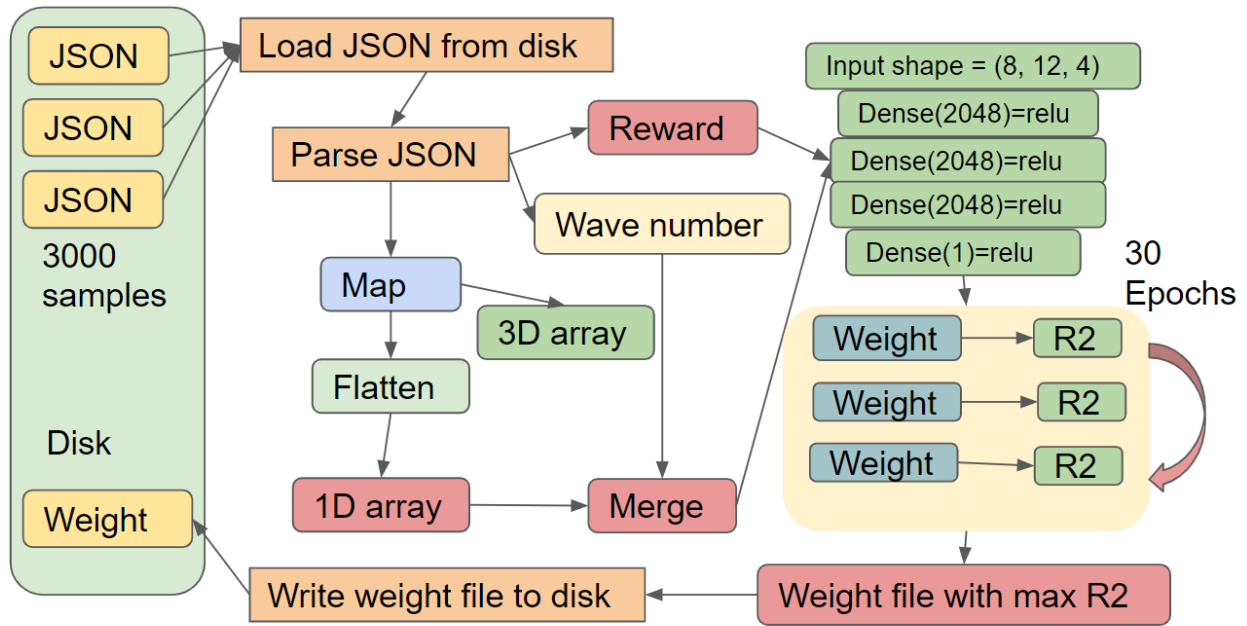 JSON
JSON
JSON
3000
samples
Disk
Weight
Load JSON from disk
Parse JSON
Reward
Wave number
Map
3D array
Flatten
1D array
Merge
Input shape = (8, 12, 4)
Dense(2048)=relu
Dense(2048)=relu
Dense(2048)=relu
Dense(1)=relu
30
Epochs
Weight
R2
Weight
R2
Weight
R2
Weight file with max R2
Write weight file to disk